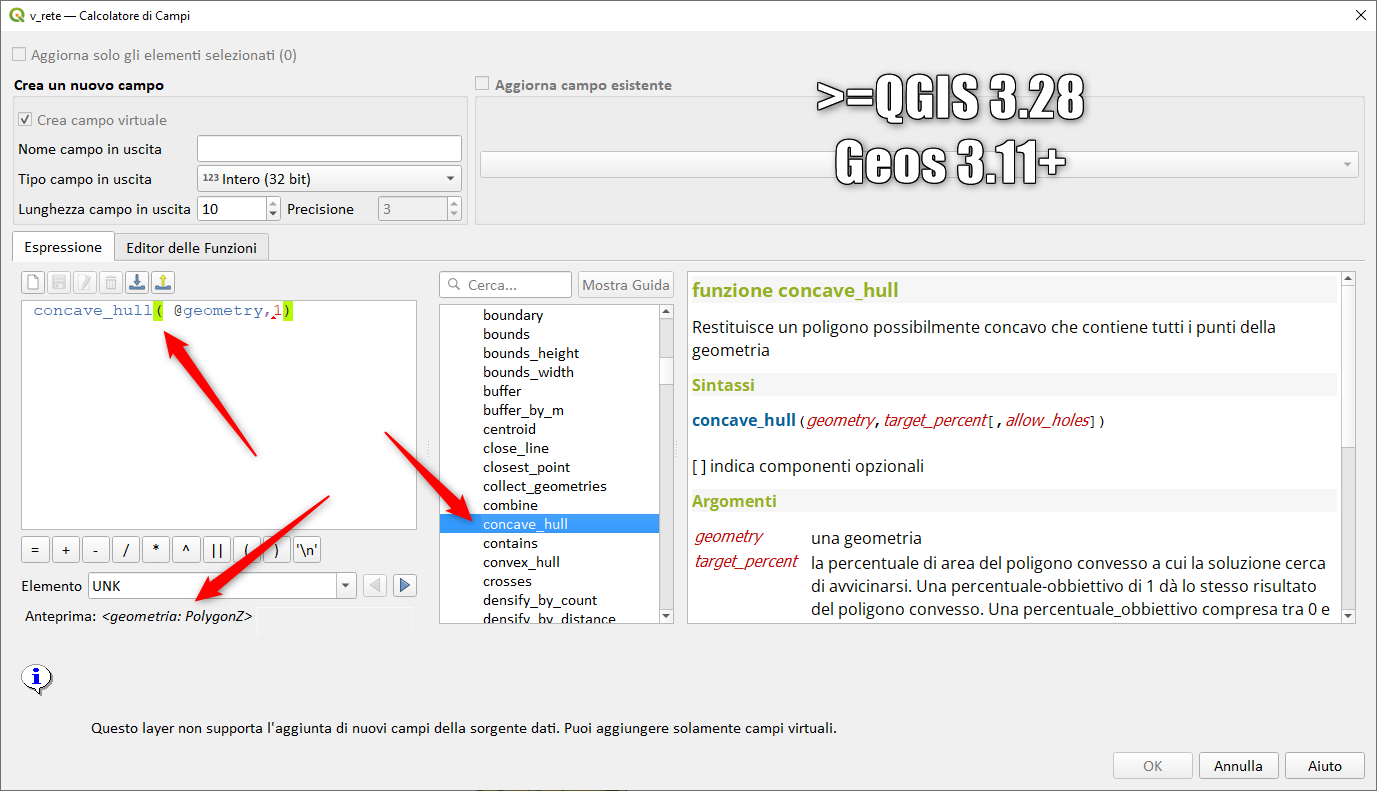 v_rete — Calcolatore di Campi
Aggiorna solo gli elementi selezionati (0)
Crea un nuovo campo
Aggiorna campo esistente
>=QGIS 3.28
Geos 3.11+
Crea campo virtuale
Nome campo in uscita
Tipo campo in uscita
123 Intero (32 bit)
Lunghezza campo in uscita 10 Precisione 3
Espressione Editor delle Funzioni
concave_hull( @geometry,1)
= + - / * ^ || ( ) '\n'
Elemento UNK
Anteprima: <geometria: PolygonZ>
Cerca... Mostra Guida
boundary
bounds
bounds_height
bounds_width
buffer
buffer_by_m
centroid
close_line
closest_point
collect_geometries
combine
concave_hull
contains
convex_hull
crosses
densify_by_count
densify_by_distance
funzione concave_hull
Restituisce un poligono possibilmente concavo che contiene tutti i punti della
geometria
Sintassi
concave_hull(geometry,target_percent[,allow_holes])
[ ] indica componenti opzionali
Argomenti
geometry una geometria
target_percent la percentuale di area del poligono convesso a cui la soluzione cerca
di avvicinarsi. Una percentuale-obbiettivo di 1 dà lo stesso risultato
del poligono convesso. Una percentuale_obbiettivo compresa tra 0 e
Questo layer non supporta l'aggiunta di nuovi campi della sorgente dati. Puoi aggiungere solamente campi virtuali.
OK Annulla Aiuto